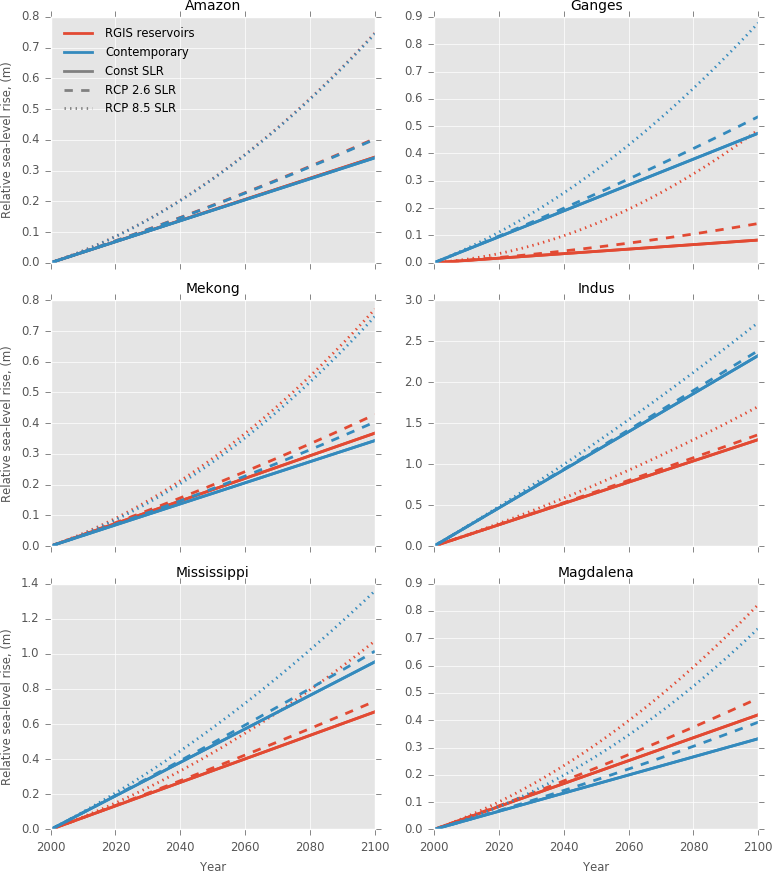 Amazon
Ganges
0.8
0.7
0.6
0.5
0.4
0.3
0.2
0.1
0.0
Relative sea-level rise, (m)
RGIS reservoirs
Contemporary
Const SLR
RCP 2.6 SLR
RCP 8.5 SLR
0.9
0.8
0.7
0.6
0.5
0.4
0.3
0.2
0.1
0.0
Mekong
Indus
0.8
0.7
0.6
0.5
0.4
0.3
0.2
0.1
0.0
Relative sea-level rise, (m)
3.0
2.5
2.0
1.5
1.0
0.5
0.0
Mississippi
Magdalena
1.4
1.2
1.0
0.8
0.6
0.4
0.2
0.0
Relative sea-level rise, (m)
0.9
0.8
0.7
0.6
0.5
0.4
0.3
0.2
0.1
0.0
2000 2020 2040 2060 2080 2100
2000 2020 2040 2060 2080 2100
Year
Year